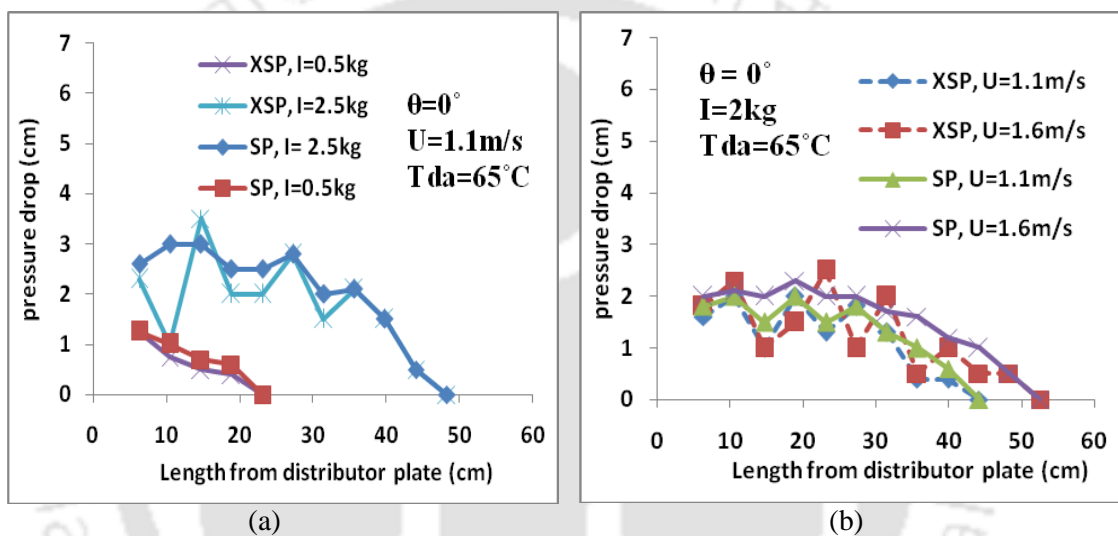 7
6
5
4
3
2
1
0
pressure drop (cm)
XSP, I=0.5kg
XSP, I=2.5kg
SP, I= 2.5kg
SP, I=0.5kg
θ=0°
U=1.1m/s
Tda=65°C
0 10 20 30 40 50 60
Length from distributor plate (cm)
(a)
7
6
5
4
3
2
1
0
pressure drop (cm)
θ = 0°
I=2kg
Tda=65°C
XSP, U=1.1m/s
XSP, U=1.6m/s
SP, U=1.1m/s
SP, U=1.6m/s
0 10 20 30 40 50 60
Length from distributor plate (cm)
(b)